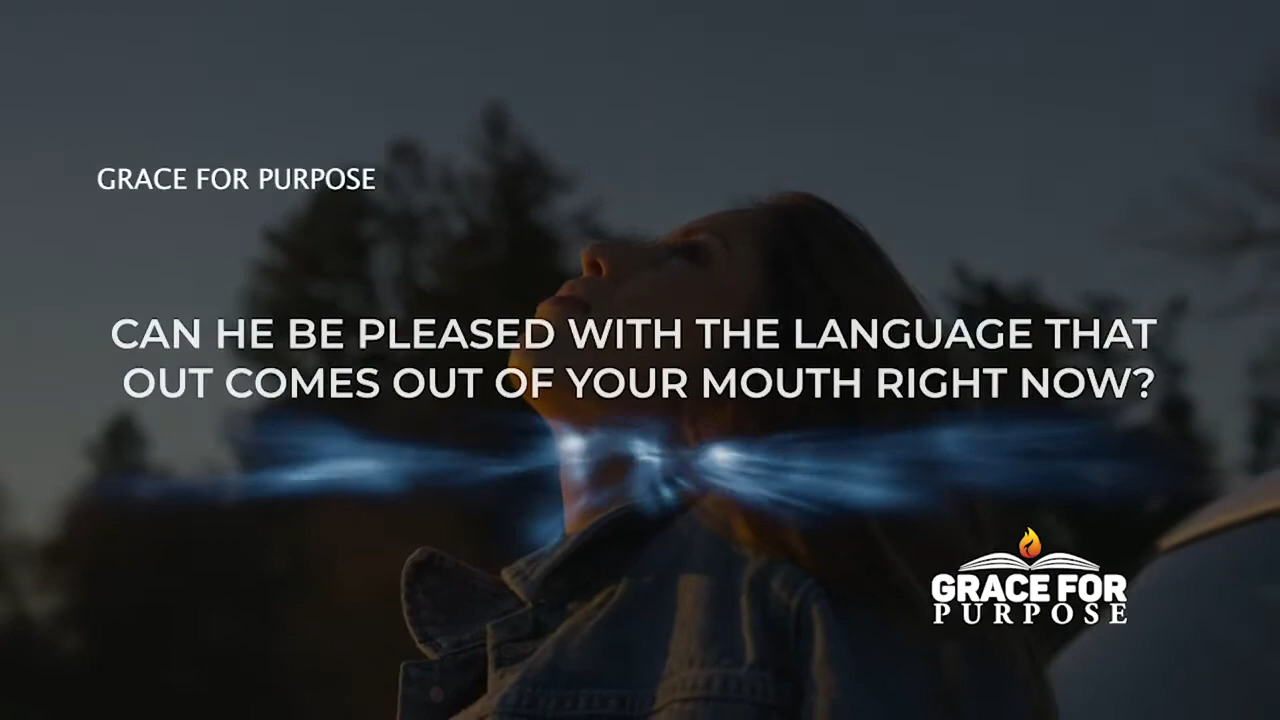 GRACE FOR PURPOSE
CAN HE BE PLEASED WITH THE LANGUAGE THAT
OUT COMES OUT OF YOUR MOUTH RIGHT NOW?
GRACE FOR
PURPOSE